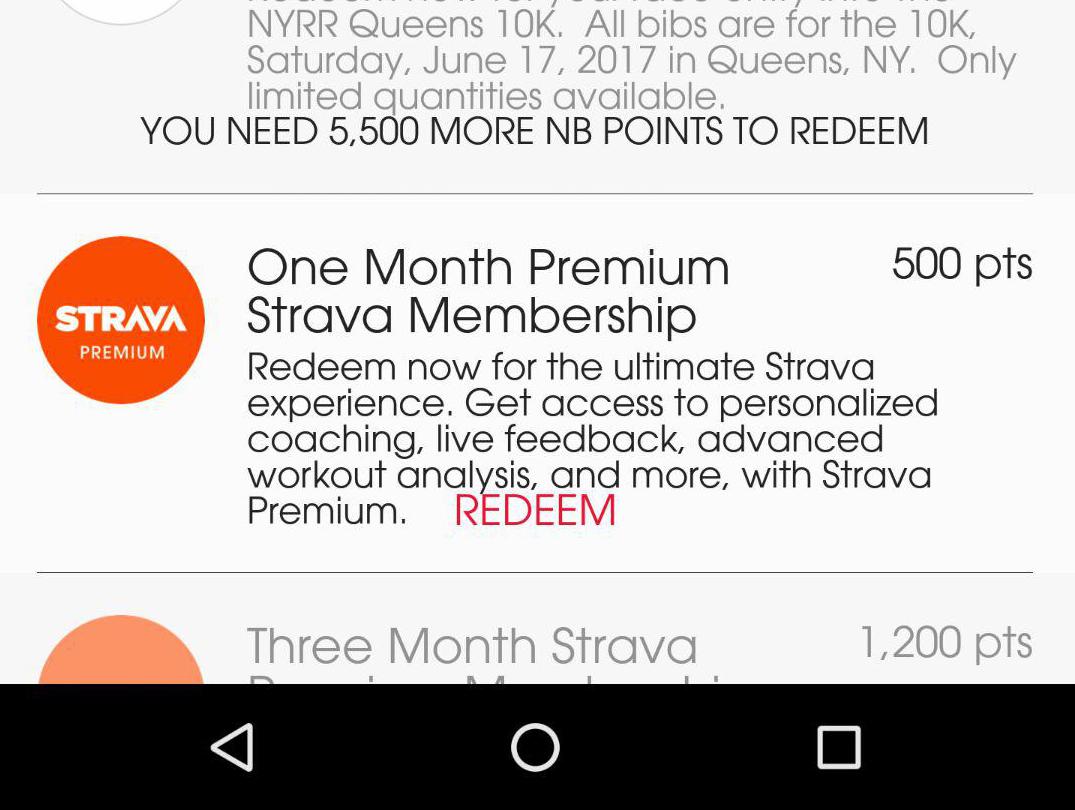 NYRR Queens 10K.  All bibs are for the 10K,
Saturday, June 17, 2017 in Queens, NY.  Only
limited quantities available.
YOU NEED 5,500 MORE NB POINTS TO REDEEM
One Month Premium 500 pts
Strava Membership
STRAVA
PREMIUM
Redeem now for the ultimate Strava
experience. Get access to personalized
coaching, live feedback, advanced
workout analysis, and more, with Strava
Premium. REDEEM
Three Month Strava 1,200 pts